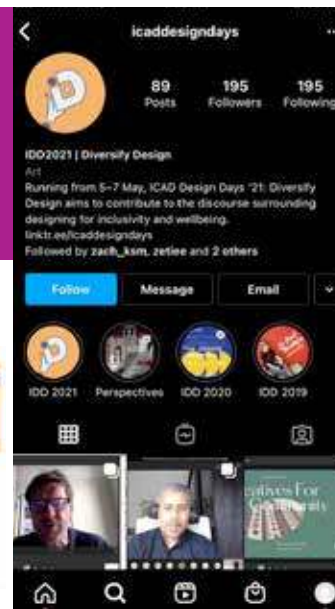 icaddesigndays
89 195 195
Posts Followers Following
IDD2021 | Diversify Design
Art
Running from 5–7 May, ICAD Design Days '21: Diversify
Design aims to contribute to the discourse surrounding
designing for inclusivity and wellbeing.
linktr.ee/icaddesigndays
Followed by zach_ksm, zetiee and 2 others
Follow Message Email
IDD 2021 Perspectives IDD 2020 IDD 2019